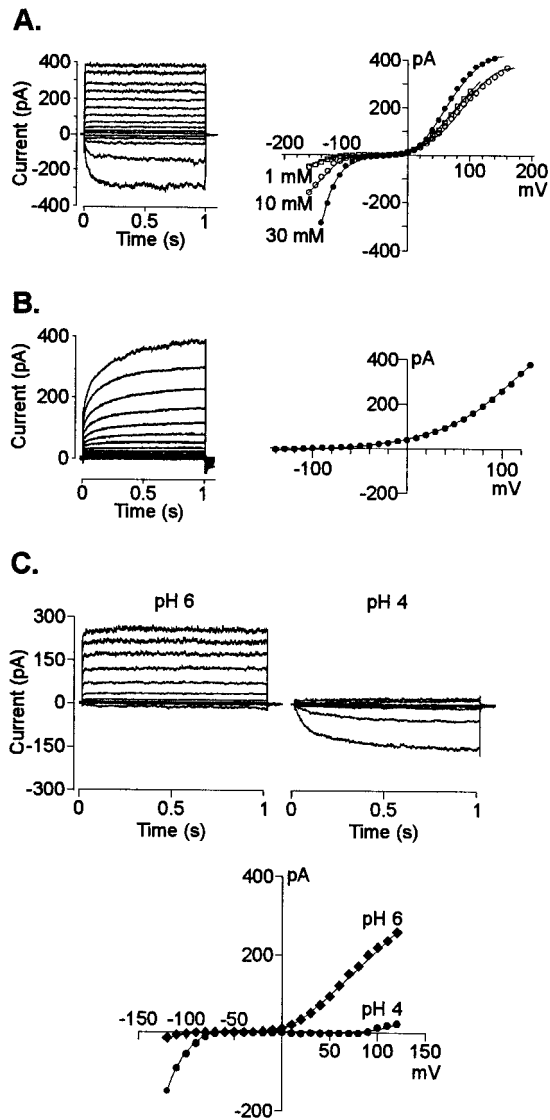 A.
400
200
0
-200
-400
Current (pA)
0 0.5 1
Time (s)
400 pA
200
-200 -100
1 mM
10 mM
30 mM
100 200
mV
-200
-400
B.
400
200
0
Current (pA)
0 0.5 1
Time (s)
400 pA
200
-100 100
mV
-200
C.
pH 6 pH 4
300
150
0
-150
-300
Current (pA)
0 0.5 1
Time (s)
0 0.5 1
Time (s)
400 pA
200
pH 6
pH 4
-150 -100 -50
50 100 150
mV
-200